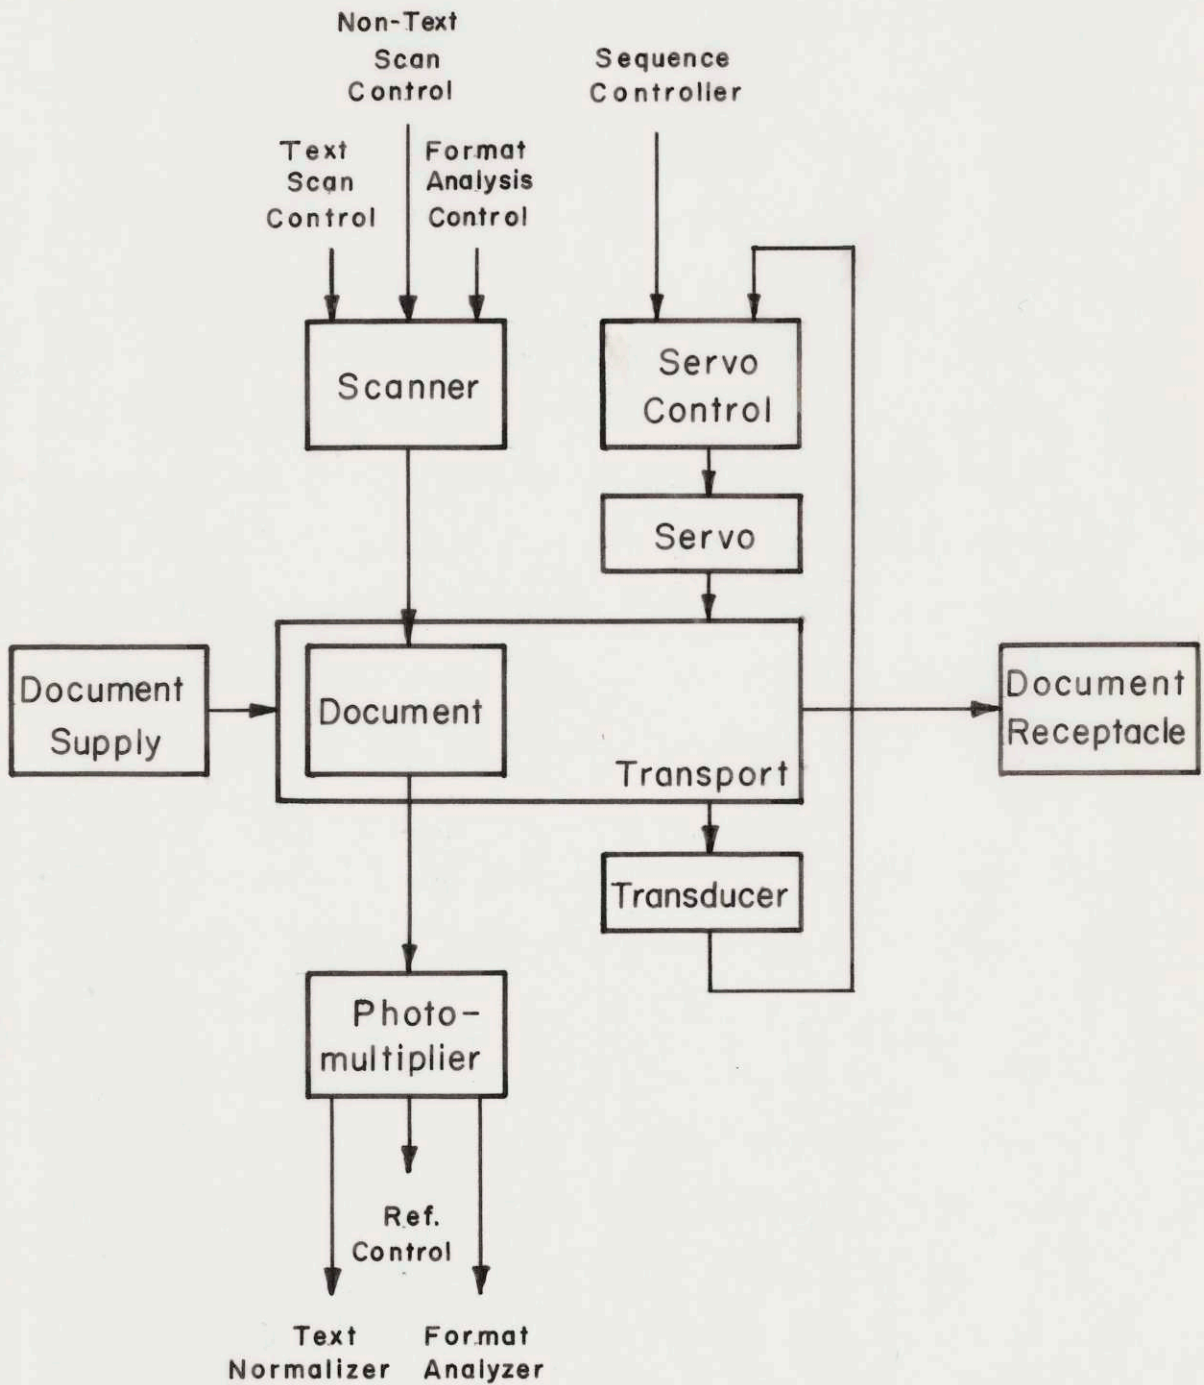 Non-Text
Scan
Control
Sequence
Controller
Text
Scan
Control
Format
Analysis
Control
Scanner
Servo
Control
Servo
Document
Supply
Document
Transport
Document
Receptacle
Transducer
Photo-
multiplier
Ref.
Control
Text
Normalizer
Format
Analyzer